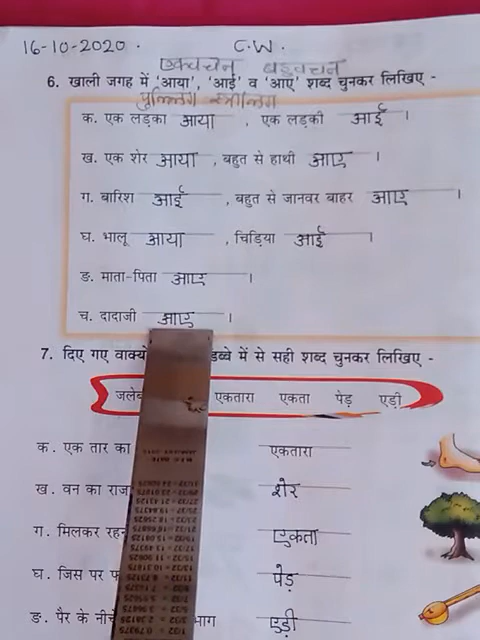 16-10-2020.
C.W.
एकवचन बहुवचन
6. खाली जगह में 'आया', 'आई' व 'आए' शब्द चुनकर लिखिए -
पुल्लिंग स्त्रीलिंग
क. एक लड़का आया , एक लड़की आई ।
ख. एक शेर आया , बहुत से हाथी आए ।
ग. बारिश आई , बहुत से जानवर बाहर आए ।
घ. भालू आया , चिड़िया आई ।
ङ. माता-पिता आए ।
च. दादाजी आए ।
7. दिए गए डब्बे में से सही शब्द चुनकर लिखिए -
एकतारा एकता पेड़ एड़ी
क. एक तार का एकतारा
ख. वन का शेर
ग. मिलकर एकता
घ. जिस पर पेड़
ङ. पैर के भाग एड़ी